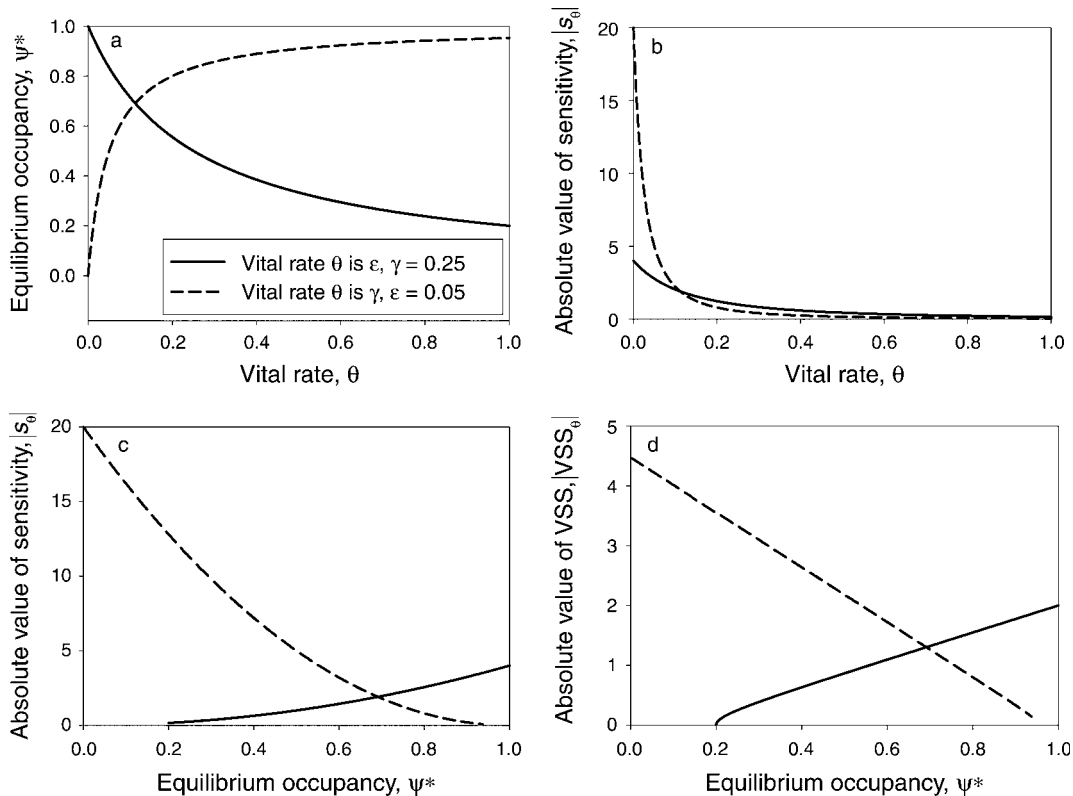 a
Equilibrium occupancy, ψ*
1.0
0.8
0.6
0.4
0.2
0.0
Vital rate θ is ε, γ = 0.25
Vital rate θ is γ, ε = 0.05
0.0 0.2 0.4 0.6 0.8 1.0
Vital rate, θ
b
Absolute value of sensitivity, |sθ|
20
15
10
5
0
0.0 0.2 0.4 0.6 0.8 1.0
Vital rate, θ
c
Absolute value of sensitivity, |sθ|
20
15
10
5
0
0.0 0.2 0.4 0.6 0.8 1.0
Equilibrium occupancy, ψ*
d
Absolute value of VSS, |VSSθ|
5
4
3
2
1
0
0.0 0.2 0.4 0.6 0.8 1.0
Equilibrium occupancy, ψ*